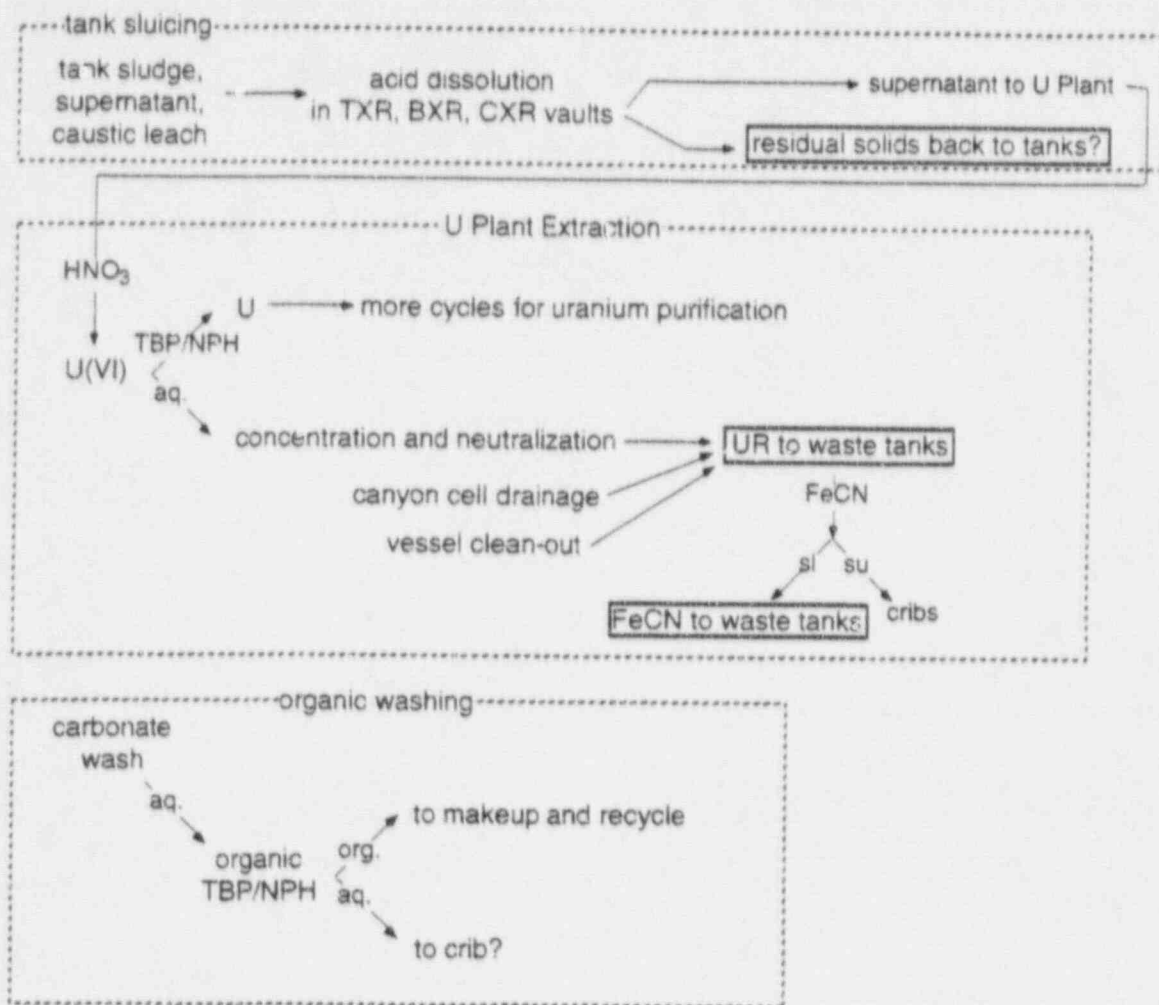 tank sluicing
tank sludge,
supernatant,
caustic leach
acid dissolution
in TXR, BXR, CXR vaults
supernatant to U Plant
residual solids back to tanks?
U Plant Extraction
HNO₃
U(VI)
TBP/NPH
aq.
U
more cycles for uranium purification
concentration and neutralization
canyon cell drainage
vessel clean-out
UR to waste tanks
FeCN
sl
su
FeCN to waste tanks
cribs
organic washing
carbonate
wash
aq.
organic
TBP/NPH
org.
aq.
to makeup and recycle
to crib?